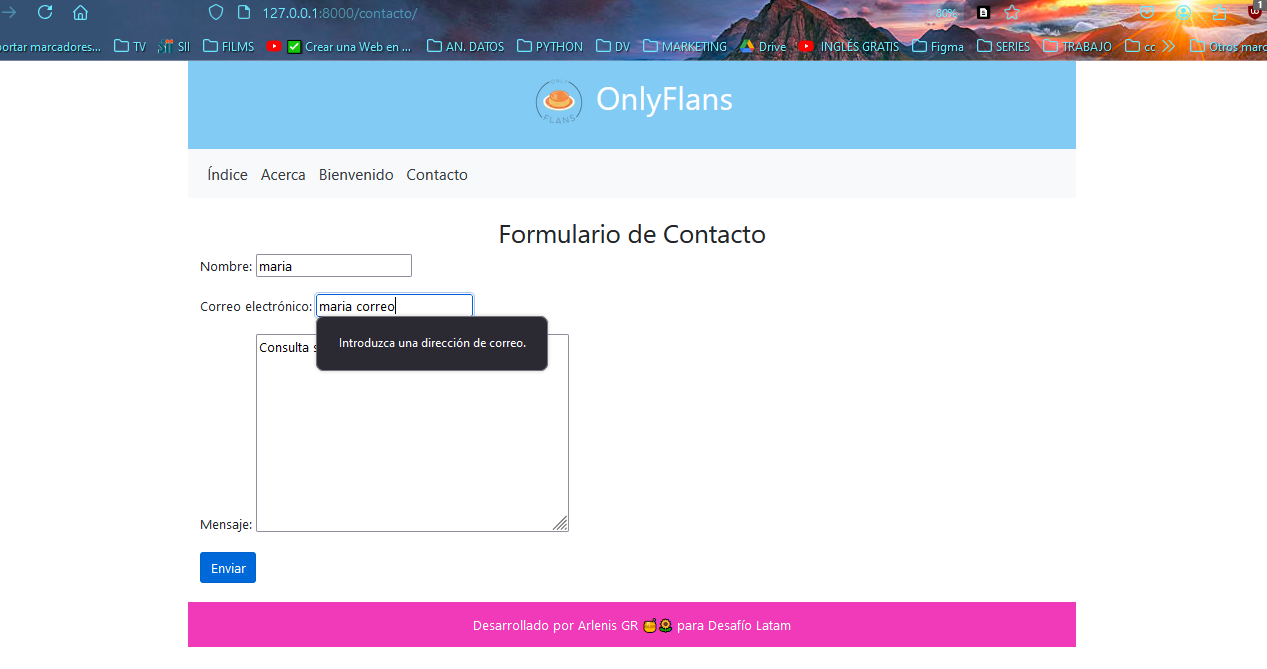 127.0.0.1:8000/contacto/
80%
1
portar marcadores...
TV
SII
FILMS
Crear una Web en ...
AN. DATOS
PYTHON
DV
MARKETING
Drive
INGLÉS GRATIS
Figma
SERIES
TRABAJO
cc
Otros marc
FLANS
OnlyFlans
Índice Acerca Bienvenido Contacto
Formulario de Contacto
Nombre: maria
Correo electrónico: maria correo
Introduzca una dirección de correo.
Consulta s
Mensaje:
Enviar
Desarrollado por Arlenis GR 🍯🌻 para Desafío Latam